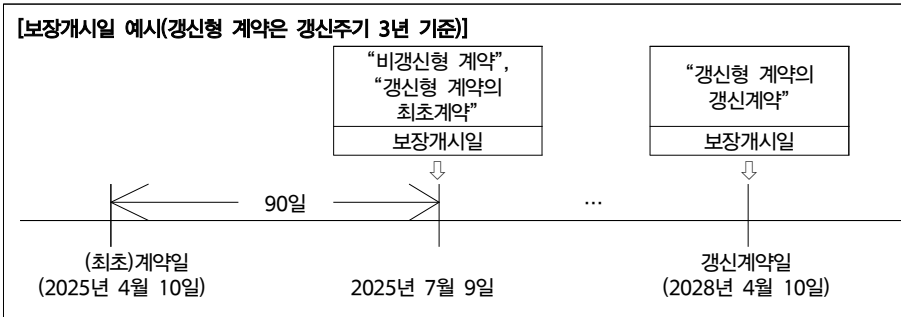 [보장개시일 예시(갱신형 계약은 갱신주기 3년 기준)]
“비갱신형 계약”,
“갱신형 계약의
최초계약”
보장개시일
“갱신형 계약의
갱신계약”
보장개시일
90일
...
(최초)계약일
(2025년 4월 10일)
2025년 7월 9일
갱신계약일
(2028년 4월 10일)